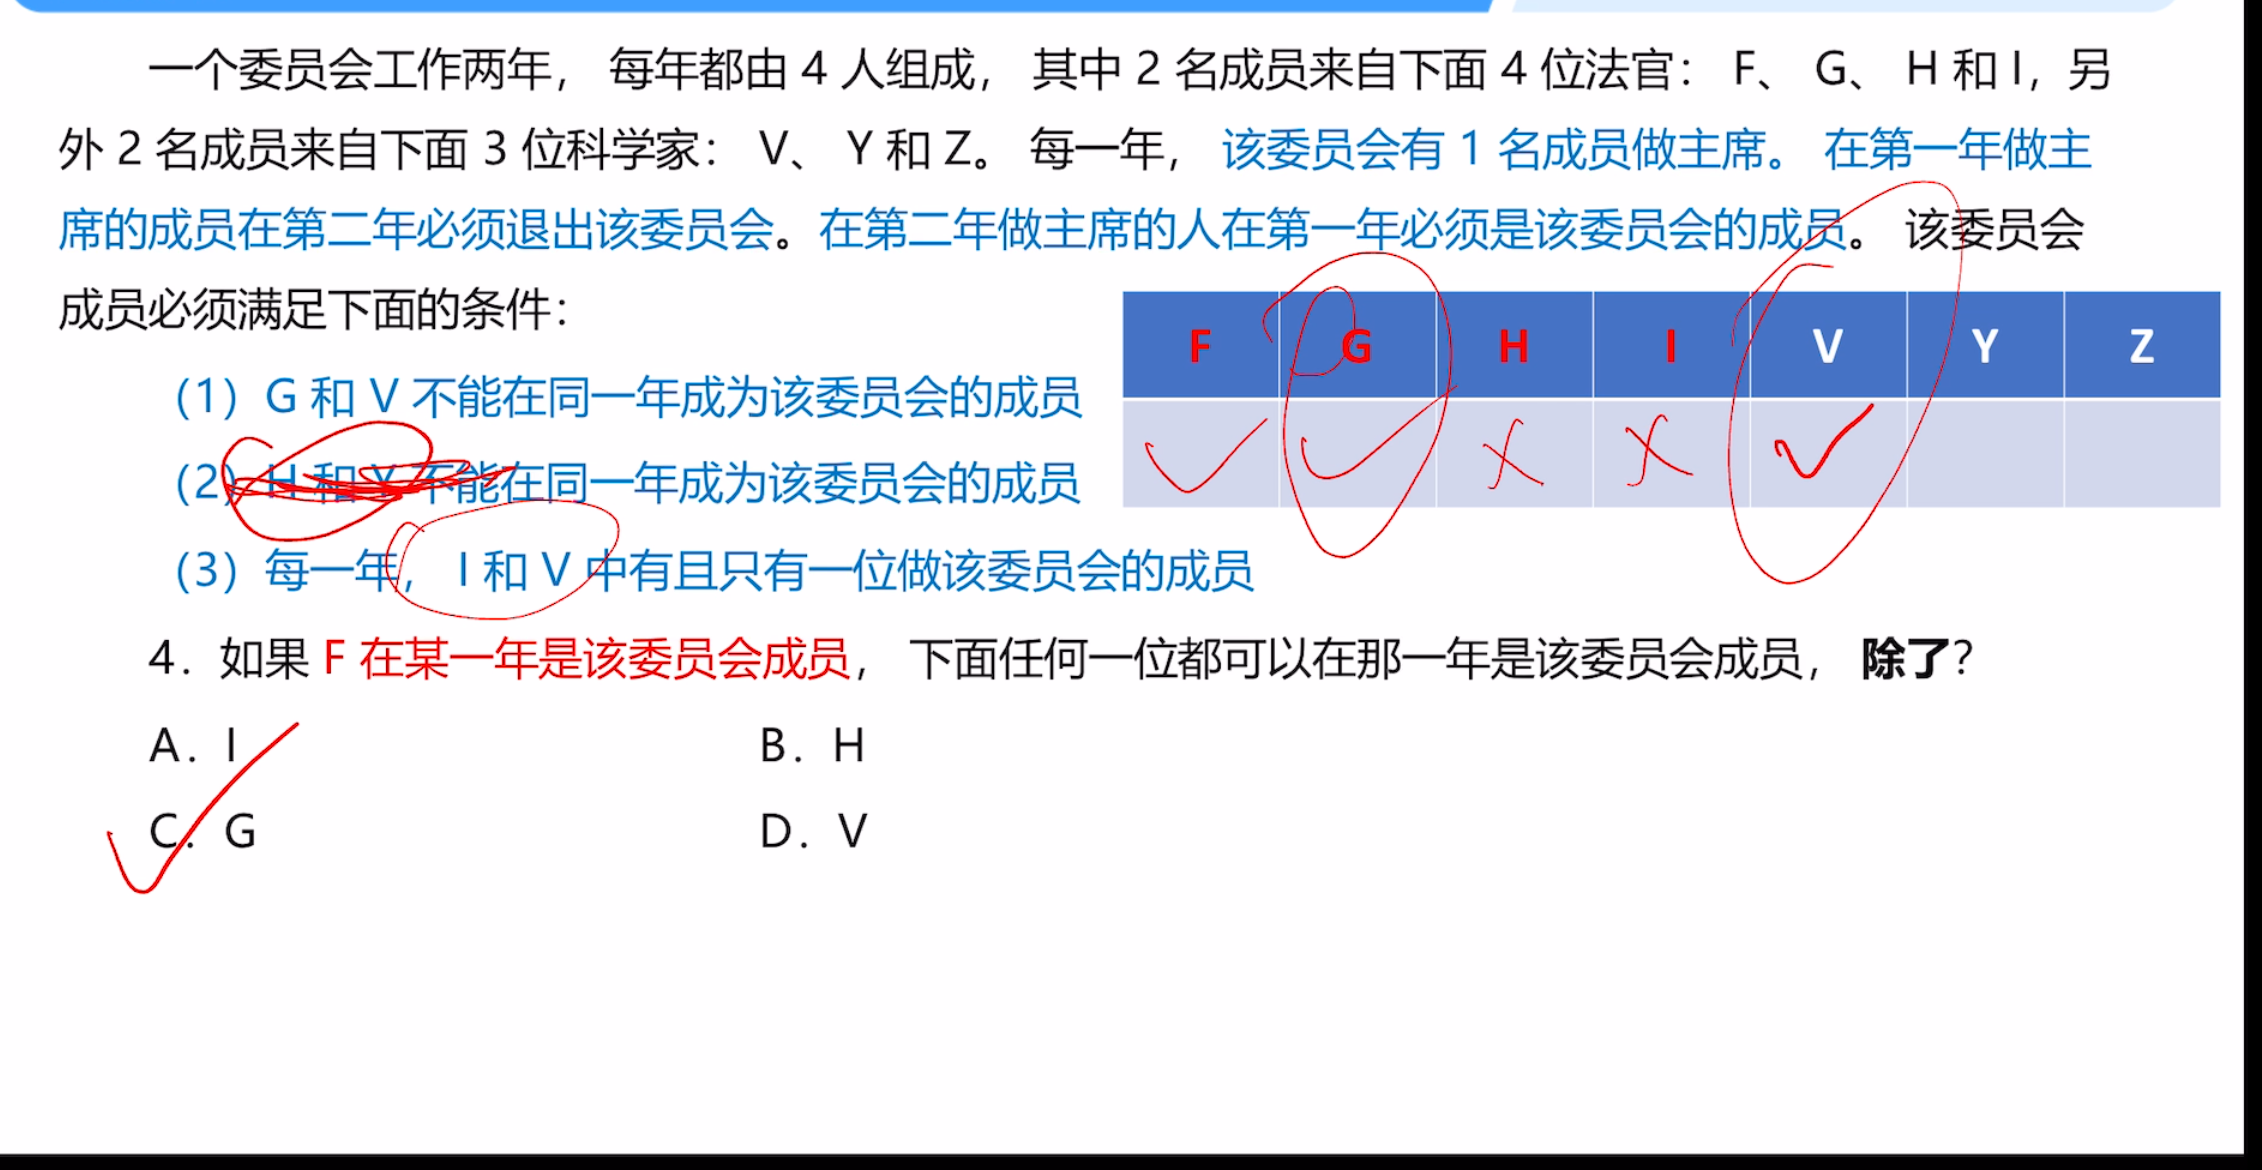 一个委员会工作两年， 每年都由 4 人组成， 其中 2 名成员来自下面 4 位法官： F、 G、 H 和 I，另
外 2 名成员来自下面 3 位科学家： V、 Y 和 Z。 每一年， 该委员会有 1 名成员做主席。 在第一年做主
席的成员在第二年必须退出该委员会。在第二年做主席的人在第一年必须是该委员会的成员。 该委员会
成员必须满足下面的条件：
F G H I V Y Z
（1）G 和 V 不能在同一年成为该委员会的成员
（2）H 和 Y 不能在同一年成为该委员会的成员
（3）每一年， I 和 V 中有且只有一位做该委员会的成员
4．如果 F 在某一年是该委员会成员， 下面任何一位都可以在那一年是该委员会成员， 除了？
A．I B．H
C．G D．V